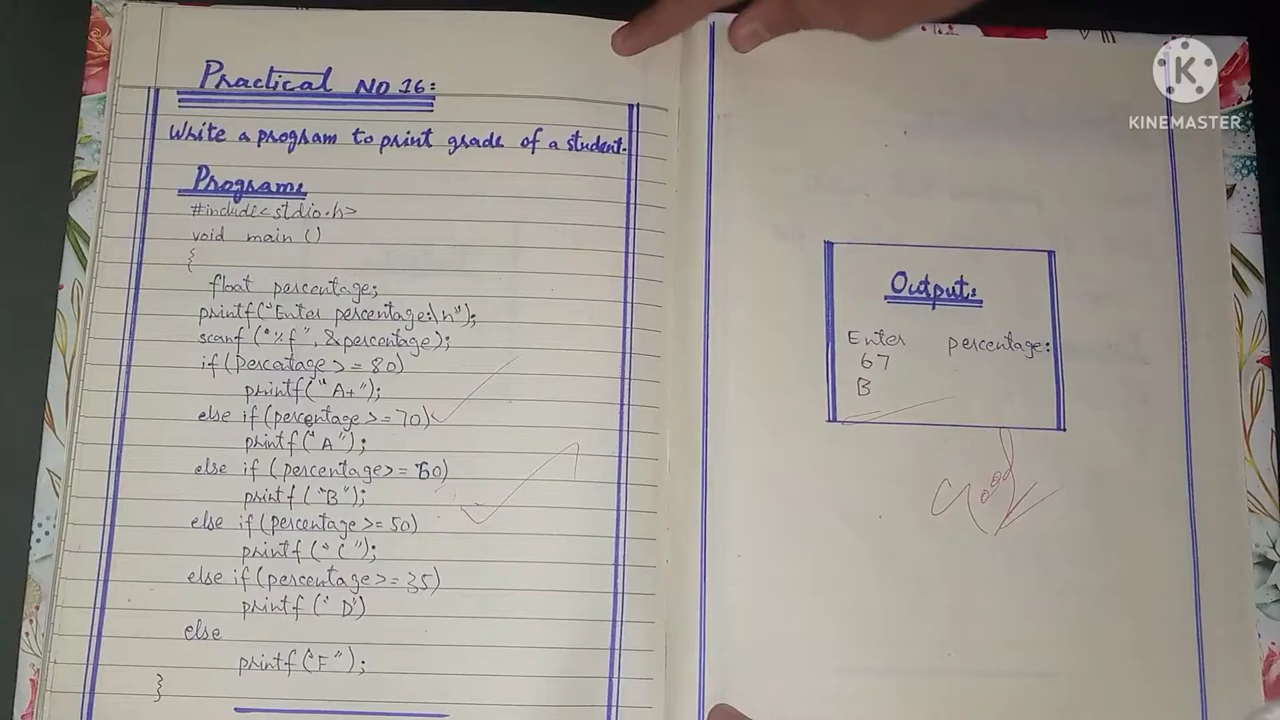 Practical NO 16:
Write a program to print grade of a student.
Program:
#include<stdio.h>
void main ()
{
float percentage;
printf("Enter percentage:\n");
scanf ("%f", &percentage);
if (percatage >= 80)
printf("A+");
else if (percentage >= 70)
printf("A");
else if (percentage >= 60)
printf ("B");
else if (percentage >= 50)
printf ("C");
else if (percentage >= 35)
printf (" D")
else
printf("F");
}
Output:
Enter percentage:
67
B
Good
K
KINEMASTER